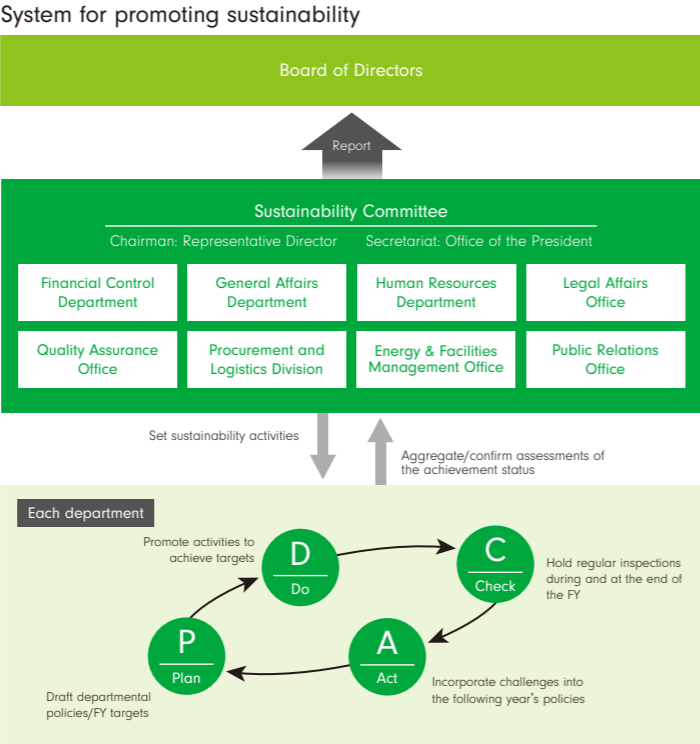 System for promoting sustainability
Board of Directors
Report
Sustainability Committee
Chairman: Representative Director
Secretariat: Office of the President
Financial Control
Department
General Affairs
Department
Human Resources
Department
Legal Affairs
Office
Quality Assurance
Office
Procurement and
Logistics Division
Energy & Facilities
Management Office
Public Relations
Office
Set sustainability activities
Aggregate/confirm assessments of
the achievement status
Each department
Promote activities to
achieve targets
D
Do
C
Check
Hold regular inspections
during and at the end of
the FY
P
Plan
A
Act
Draft departmental
policies/FY targets
Incorporate challenges into
the following year's policies